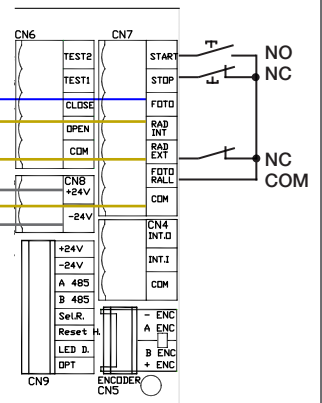 CN6
TEST2
TEST1
CLOSE
OPEN
COM
CN8
+24V
-24V
+24V
-24V
A 485
B 485
Sel.R.
Reset H.
LED D.
OPT
CN9
CN7
START
STOP
FOTO
RAD
INT
RAD
EXT
FOTO
RALL
COM
CN4
INT.O
INT.I
COM
- ENC
A ENC
B ENC
+ ENC
ENCODER
CN5
NO
NC
NC
COM